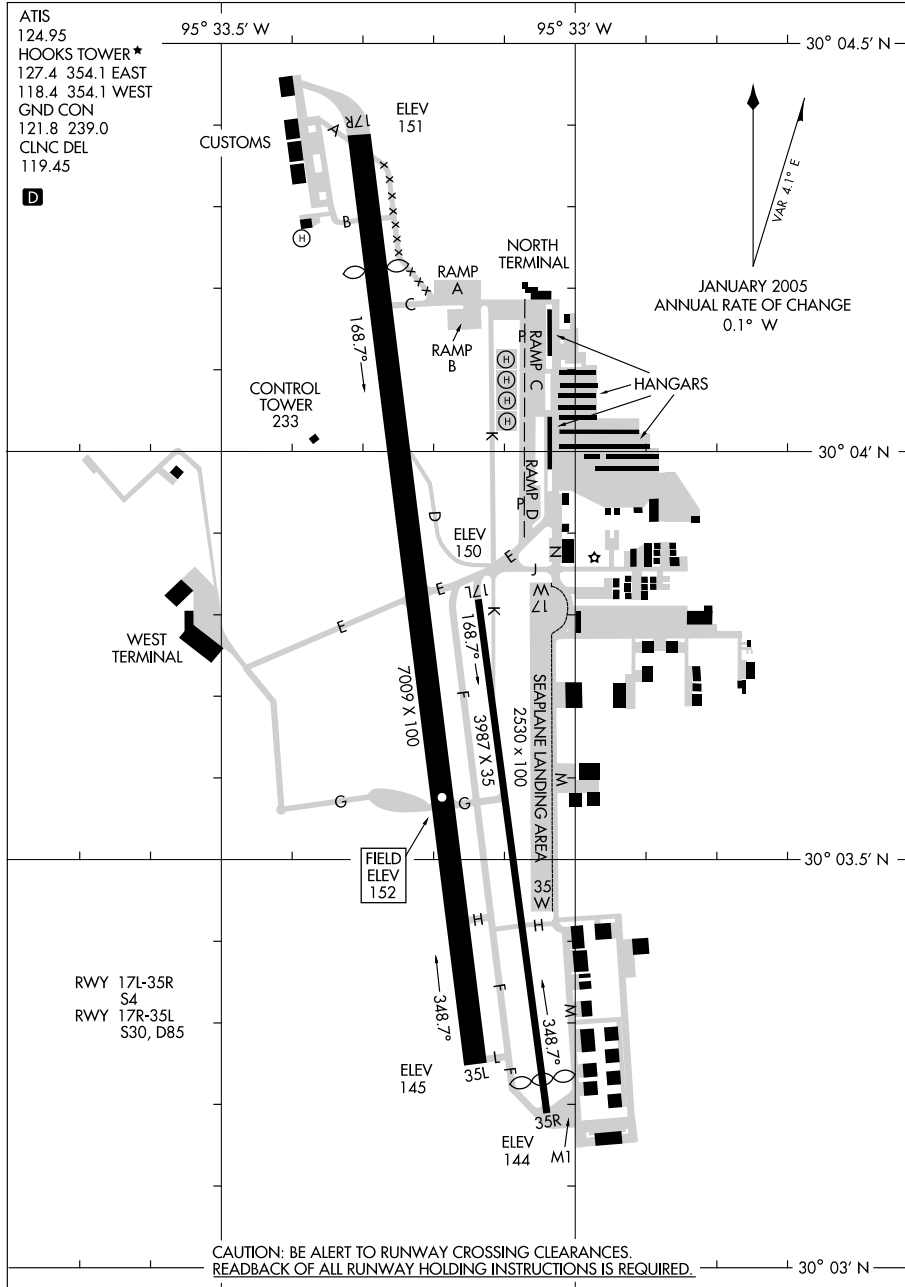 ATIS
124.95
HOOKS TOWER★
127.4 354.1 EAST
118.4 354.1 WEST
GND CON
121.8 239.0
CLNC DEL
119.45
D
95° 33.5' W
95° 33' W
30° 04.5' N
VAR 4.1° E
JANUARY 2005
ANNUAL RATE OF CHANGE
0.1° W
ELEV
151
17R
A
CUSTOMS
B
H
NORTH
TERMINAL
RAMP
A
C
RAMP
B
P
RAMP C
H
H
H
H
HANGARS
168.7°
CONTROL
TOWER
233
K
30° 04' N
RAMP D
P
D
ELEV
150
E
N
J
E
17L
K
17
W
E
WEST
TERMINAL
168.7°
F
7009 X 100
3987 X 35
2530 x 100
SEAPLANE LANDING AREA
M
G
G
FIELD
ELEV
152
30° 03.5' N
35
W
H
H
RWY 17L-35R
S4
RWY 17R-35L
S30, D85
348.7°
F
348.7°
M
L
35L
F
ELEV
145
35R
ELEV
144
M1
CAUTION: BE ALERT TO RUNWAY CROSSING CLEARANCES.
READBACK OF ALL RUNWAY HOLDING INSTRUCTIONS IS REQUIRED.
30° 03' N